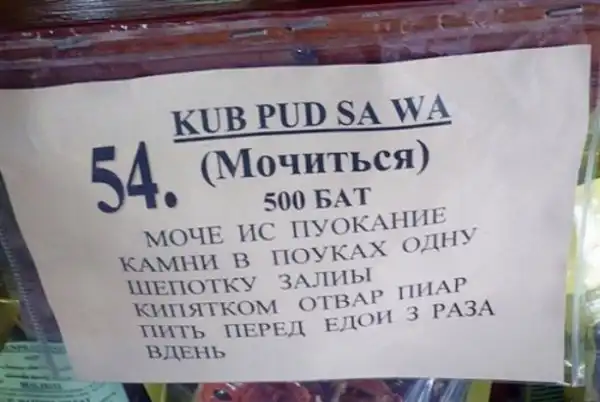 KUB PUD SA WA
54. (Мочиться)
500 БАТ
МОЧЕ ИС ПУОКАНИЕ
КАМНИ В ПОУКАХ ОДНУ
ШЕПОТКУ ЗАЛИЫ
КИПЯТКОМ ОТВАР ПИАР
ПИТЬ ПЕРЕД ЕДОИ 3 РАЗА
ВДЕНЬ